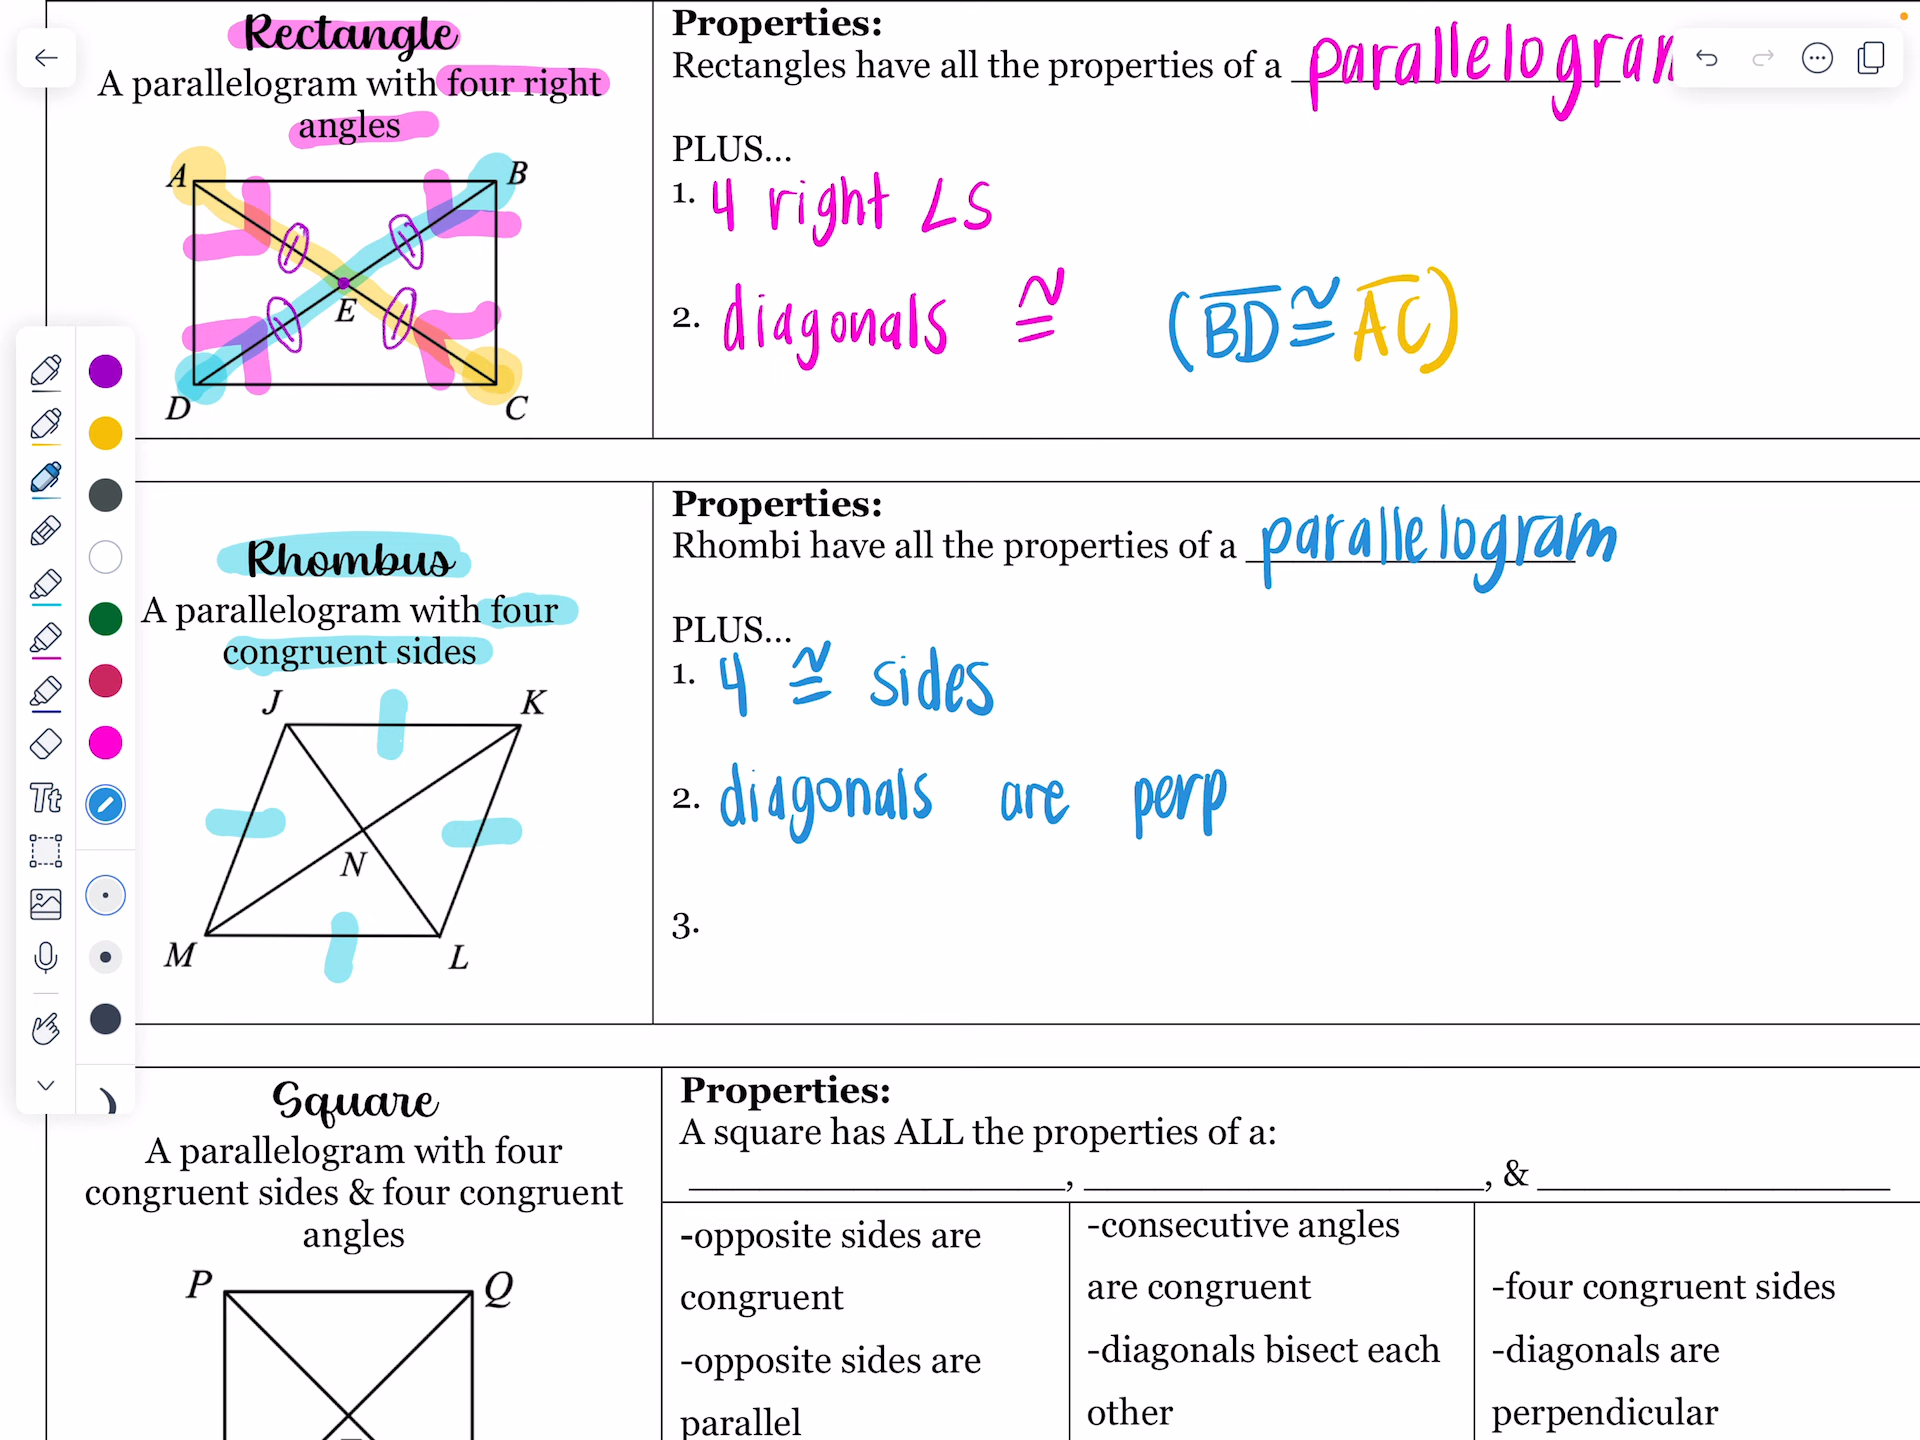 Rectangle
A parallelogram with four right
angles
A
B
E
D
C
Properties:
Rectangles have all the properties of a parallelogram
PLUS...
1. 4 right ∠s
2. diagonals ≅ (BD ≅ AC)
Rhombus
A parallelogram with four
congruent sides
J
K
N
M
L
Properties:
Rhombi have all the properties of a parallelogram
PLUS...
1. 4 ≅ sides
2. diagonals are perp
3.
Tt
Square
A parallelogram with four
congruent sides & four congruent
angles
P
Q
Properties:
A square has ALL the properties of a:
, , &
-opposite sides are
congruent
-opposite sides are
parallel
-consecutive angles
are congruent
-diagonals bisect each
other
-four congruent sides
-diagonals are
perpendicular